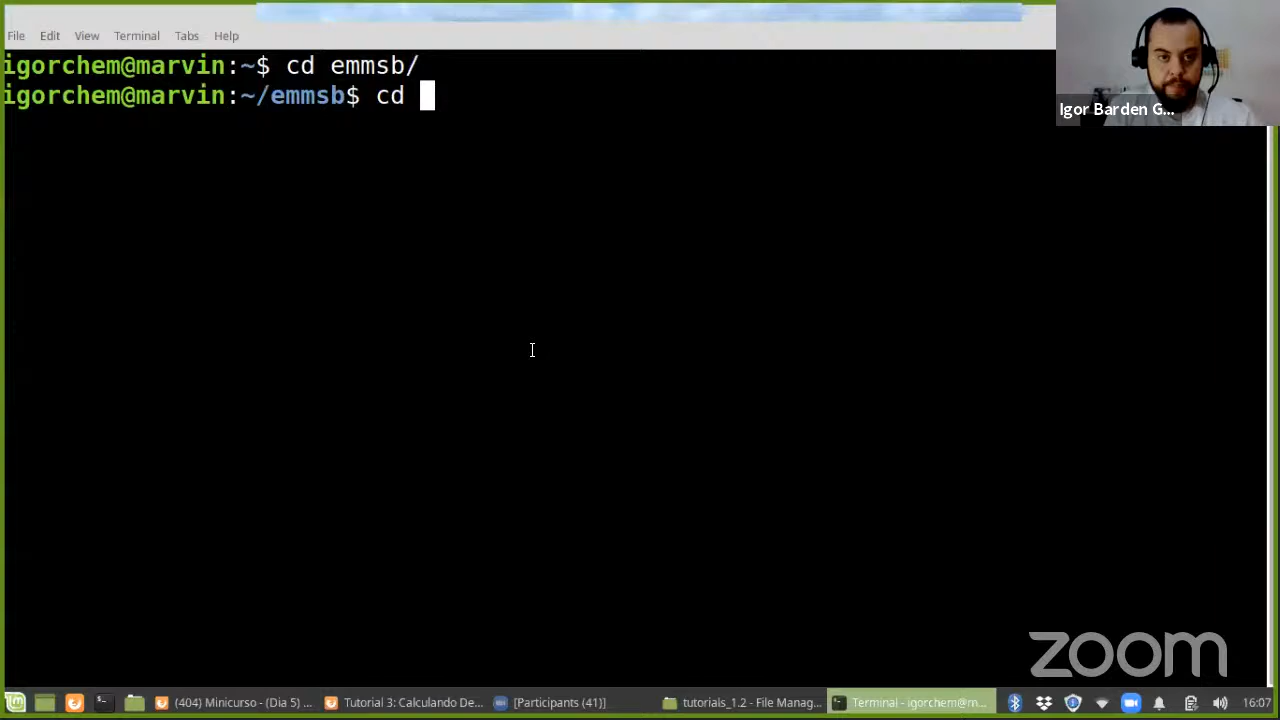 File Edit View Terminal Tabs Help
igorchem@marvin:~$ cd emmsb/
igorchem@marvin:~/emmsb$ cd
Igor Barden G...
zoom
(404) Minicurso - (Dia 5) ... Tutorial 3: Calculando De... [Participants (41)] tutorials_1.2 - File Manag... Terminal - igorchem@m... 16:07